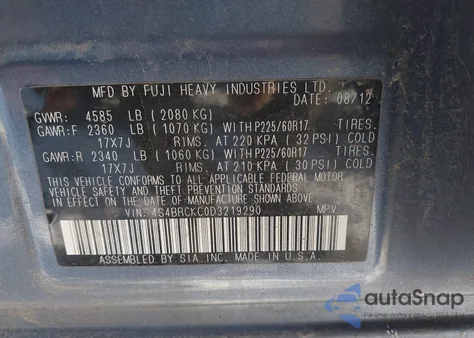 MFD BY FUJI HEAVY INDUSTRIES LTD.
DATE: 08/12
GVWR: 4585 LB (2080 KG)
GAWR:F 2360 LB (1070 KG) WITH P225/60R17 TIRES.
17X7J RIMS. AT 220 KPA (32 PSI) COLD
GAWR:R 2340 LB (1060 KG) WITH P225/60R17 TIRES.
17X7J RIMS. AT 210 KPA (30 PSI) COLD
THIS VEHICLE CONFORMS TO ALL APPLICABLE FEDERAL MOTOR
VEHICLE SAFETY, BUMPER, AND THEFT PREVENTION STANDARDS
IN EFFECT ON THE DATE OF MANUFACTURE SHOWN ABOVE.
VIN: 4S4BRCKC0D3219290 MPV
ASSEMBLED BY SIA INC. MADE IN U.S.A.
autoSnap